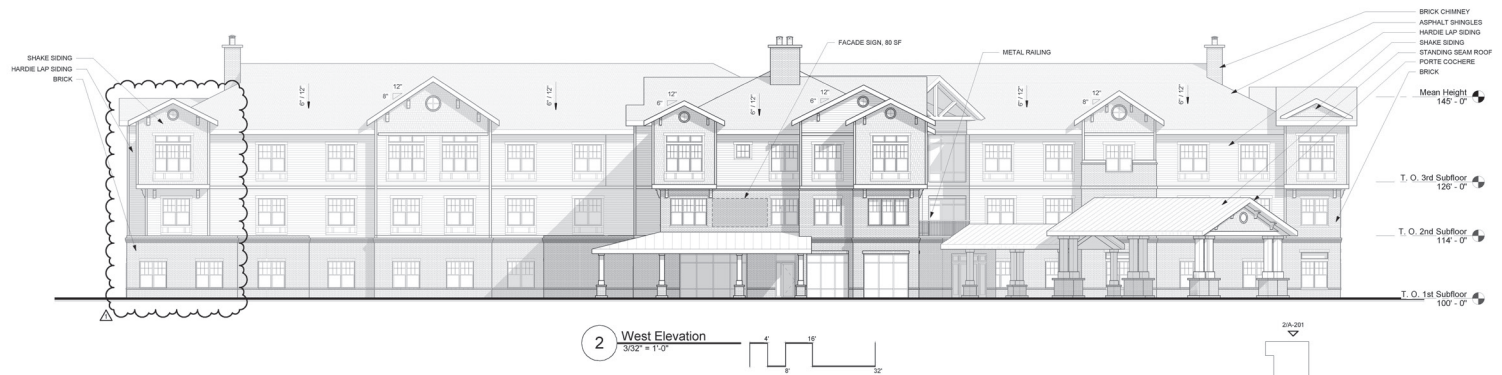 BRICK CHIMNEY
ASPHALT SHINGLES
HARDIE LAP SIDING
SHAKE SIDING
STANDING SEAM ROOF
PORTE COCHERE
BRICK
FACADE SIGN, 80 SF
METAL RAILING
SHAKE SIDING
HARDIE LAP SIDING
BRICK
6" / 12"
12"
8"
6" / 12"
12"
6"
6" / 12"
12"
6"
6" / 12"
12"
8"
6" / 12"
Mean Height
145' - 0"
T. O. 3rd Subfloor
126' - 0"
T. O. 2nd Subfloor
114' - 0"
T. O. 1st Subfloor
100' - 0"
1
2 West Elevation
3/32" = 1'-0"
4' 16'
8' 32'
2/A-201